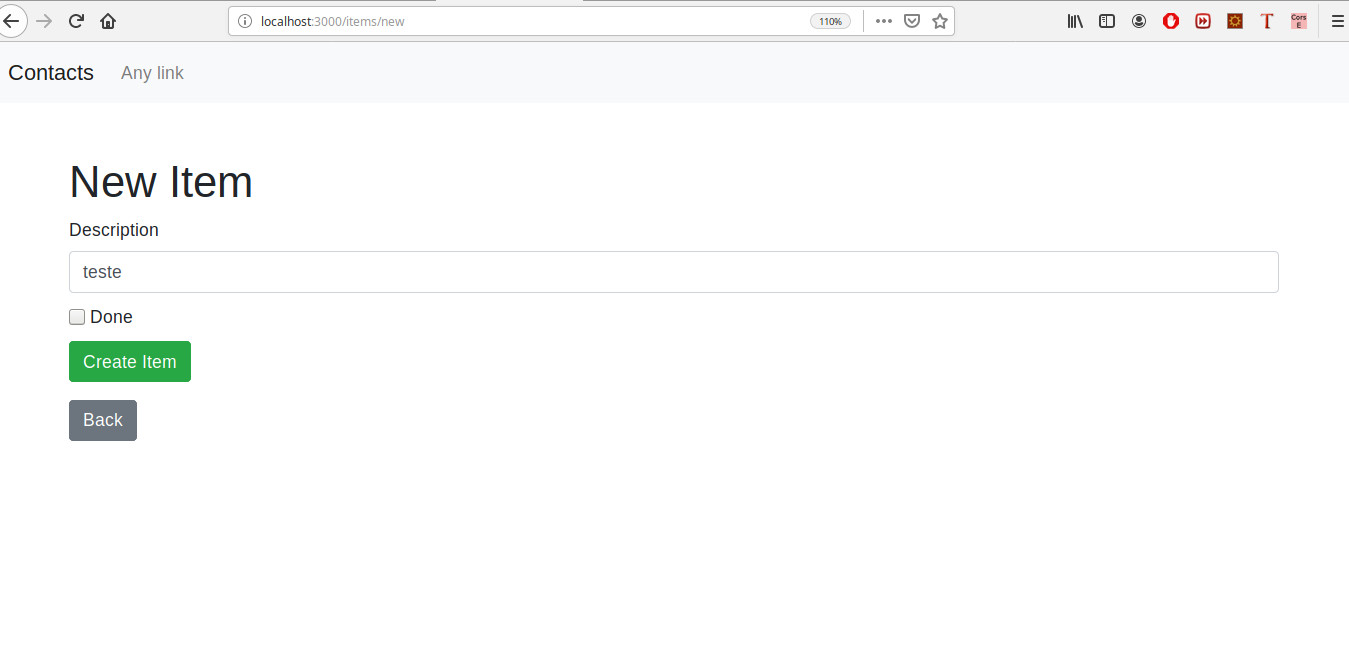 localhost:3000/items/new 110%
T Cors E
Contacts Any link
New Item
Description
teste
Done
Create Item
Back